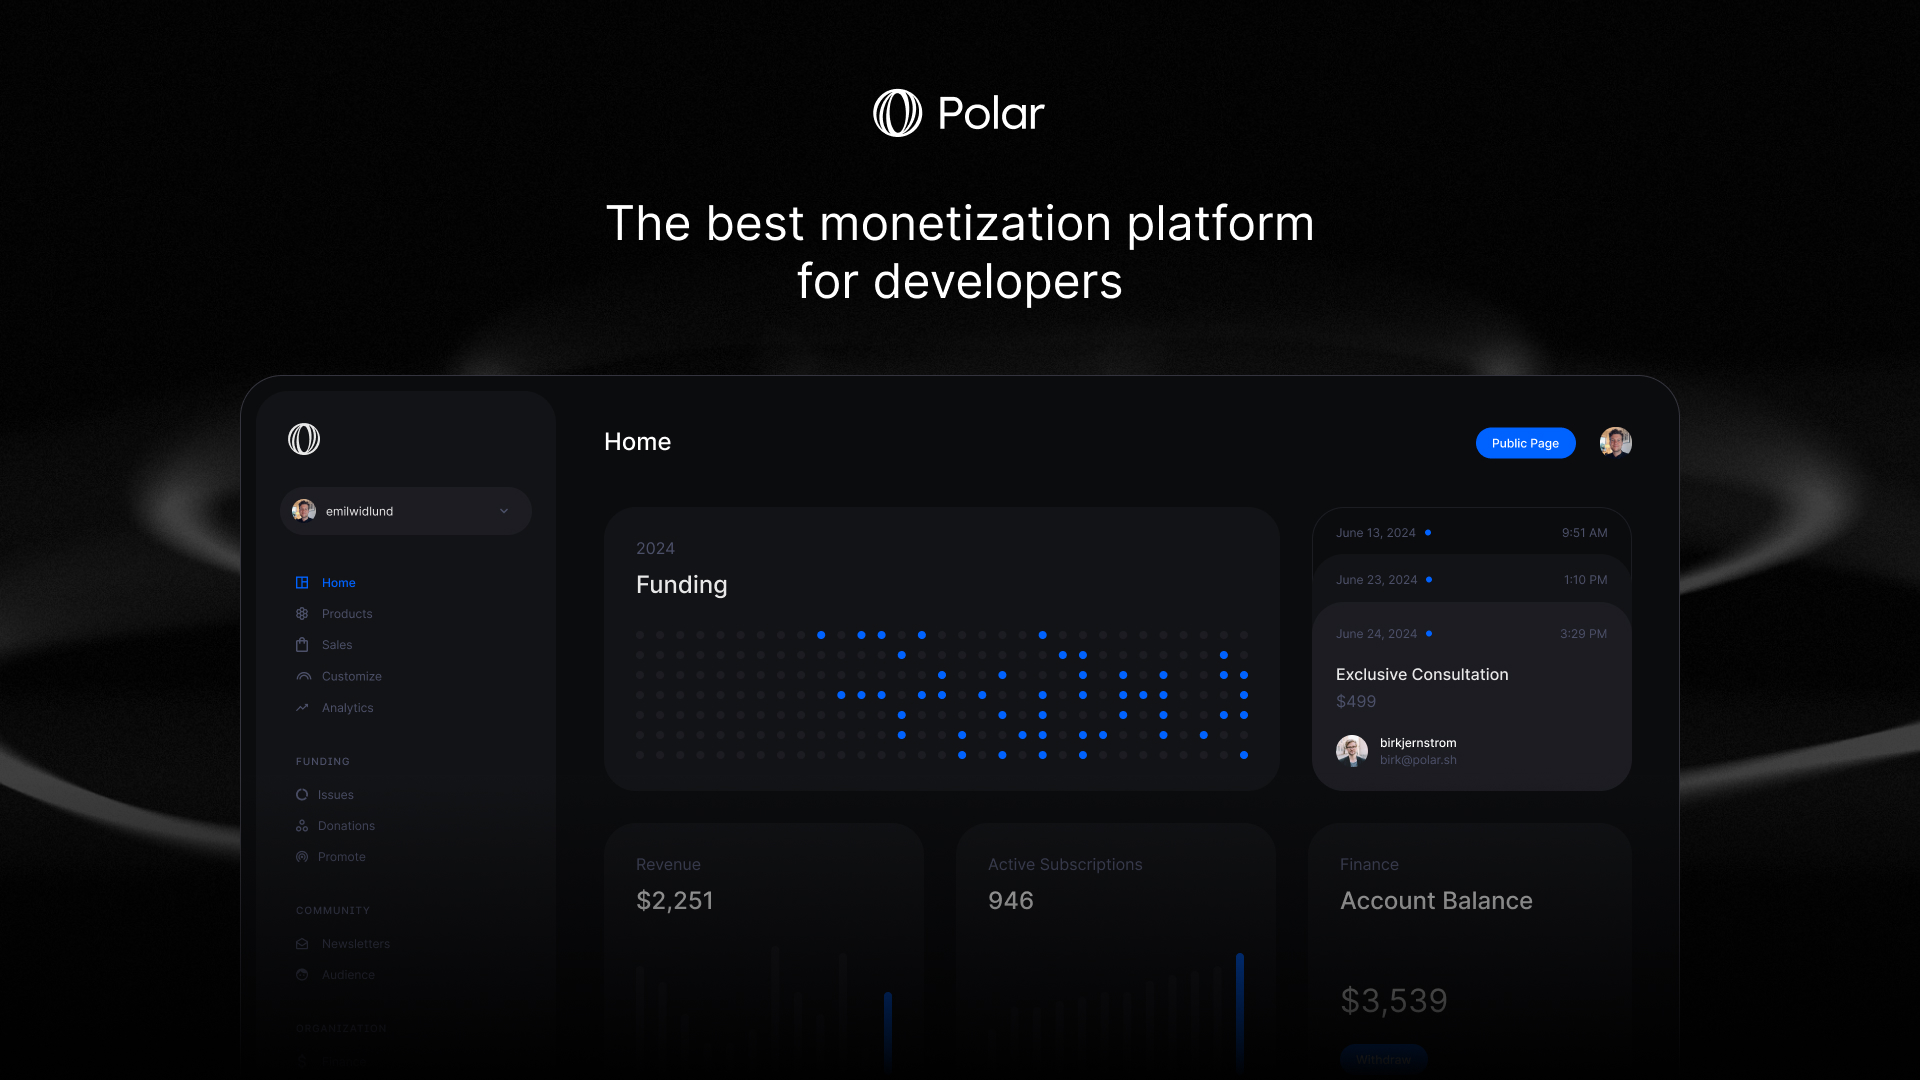 Polar
The best monetization platform
for developers
Home
Public Page
emilwidlund
Home
Products
Sales
Customize
Analytics
FUNDING
Issues
Donations
Promote
COMMUNITY
Newsletters
Audience
ORGANIZATION
2024
Funding
June 13, 2024
9:51 AM
June 23, 2024
1:10 PM
June 24, 2024
3:29 PM
Exclusive Consultation
$499
birkjernstrom
birk@polar.sh
Revenue
$2,251
Active Subscriptions
946
Finance
Account Balance
$3,539
Withdraw